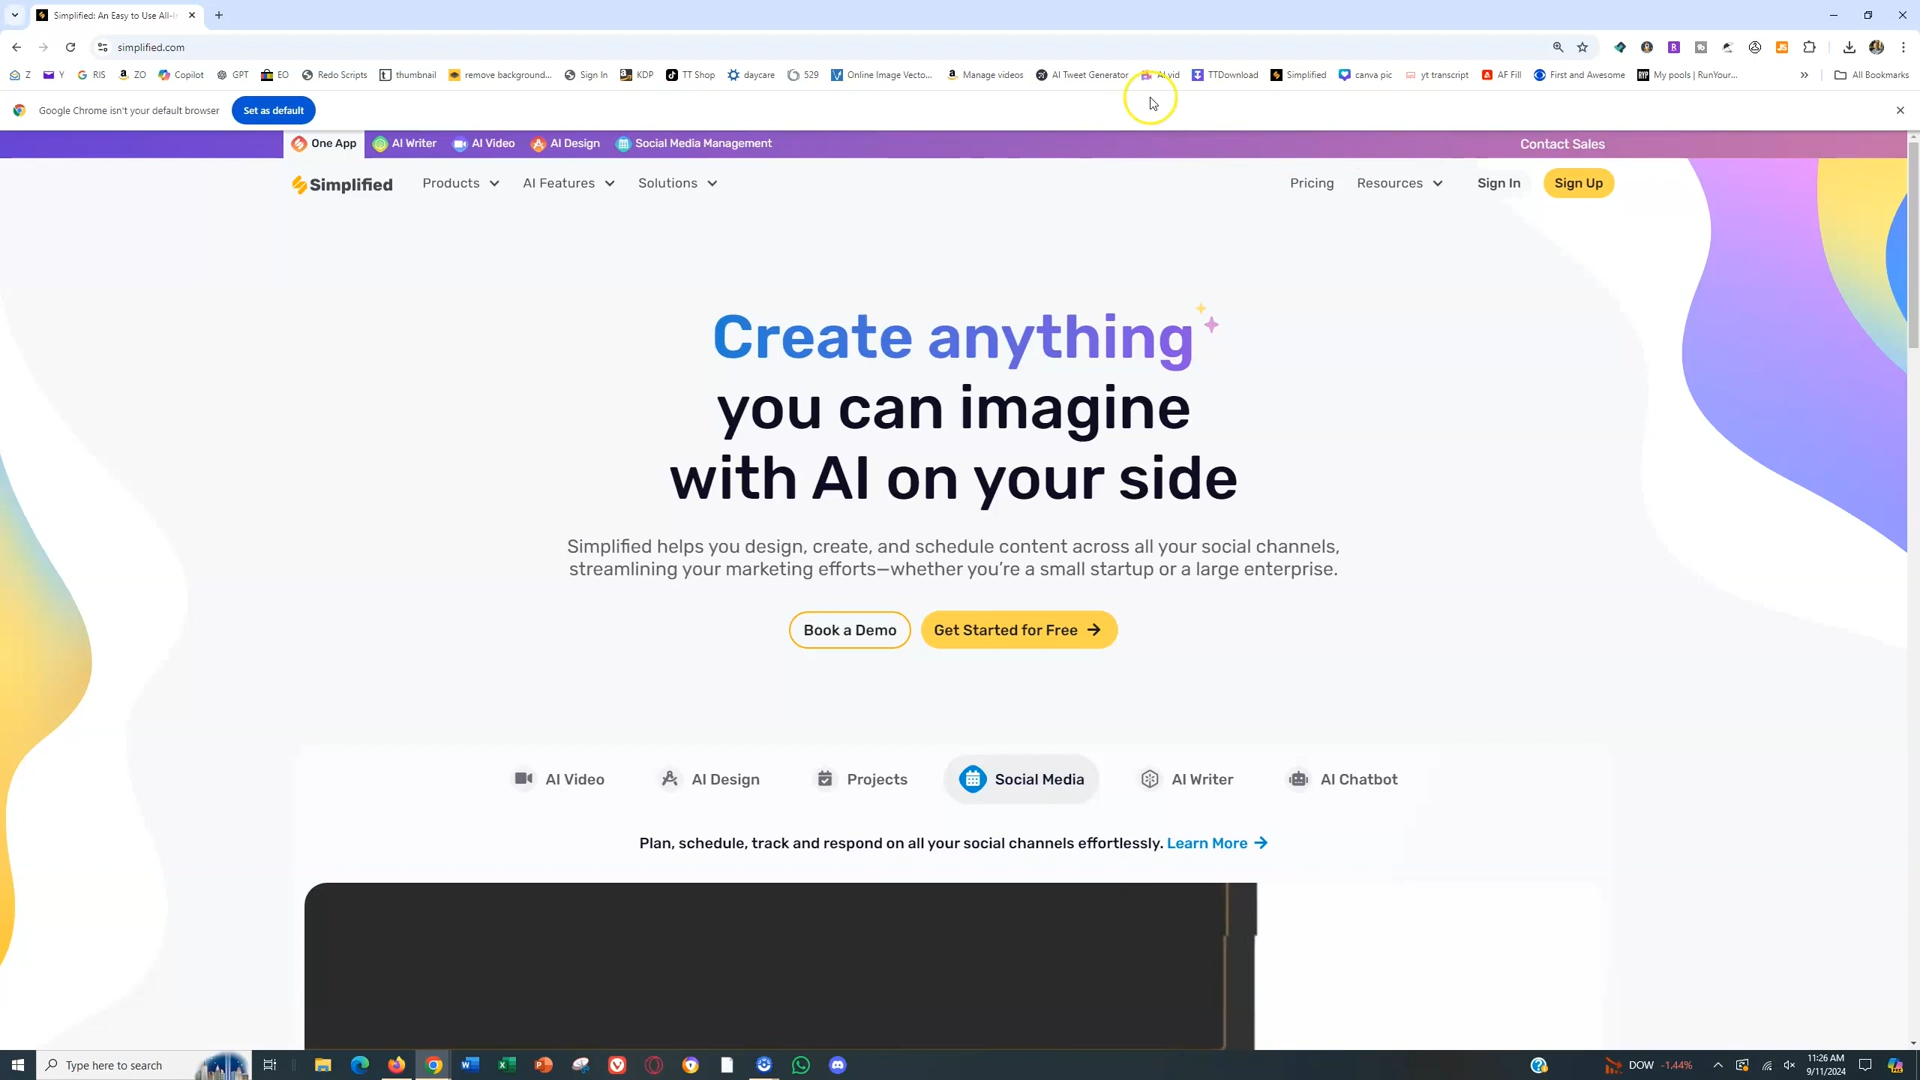 Simplified: An Easy to Use All-I
simplified.com
Z Y RIS ZO Copilot GPT EO Redo Scripts thumbnail remove background... Sign In KDP TT Shop daycare 529 Online Image Vecto... Manage videos AI Tweet Generator AI vid TTDownload Simplified canva pic yt transcript AF Fill First and Awesome My pools | RunYour... » All Bookmarks
Google Chrome isn't your default browser Set as default
One App AI Writer AI Video AI Design Social Media Management Contact Sales
Simplified Products AI Features Solutions Pricing Resources Sign In Sign Up
Create anything
you can imagine
with AI on your side
Simplified helps you design, create, and schedule content across all your social channels,
streamlining your marketing efforts—whether you're a small startup or a large enterprise.
Book a Demo Get Started for Free →
AI Video AI Design Projects Social Media AI Writer AI Chatbot
Plan, schedule, track and respond on all your social channels effortlessly. Learn More →
Type here to search DOW -1.44% 11:26 AM
9/11/2024